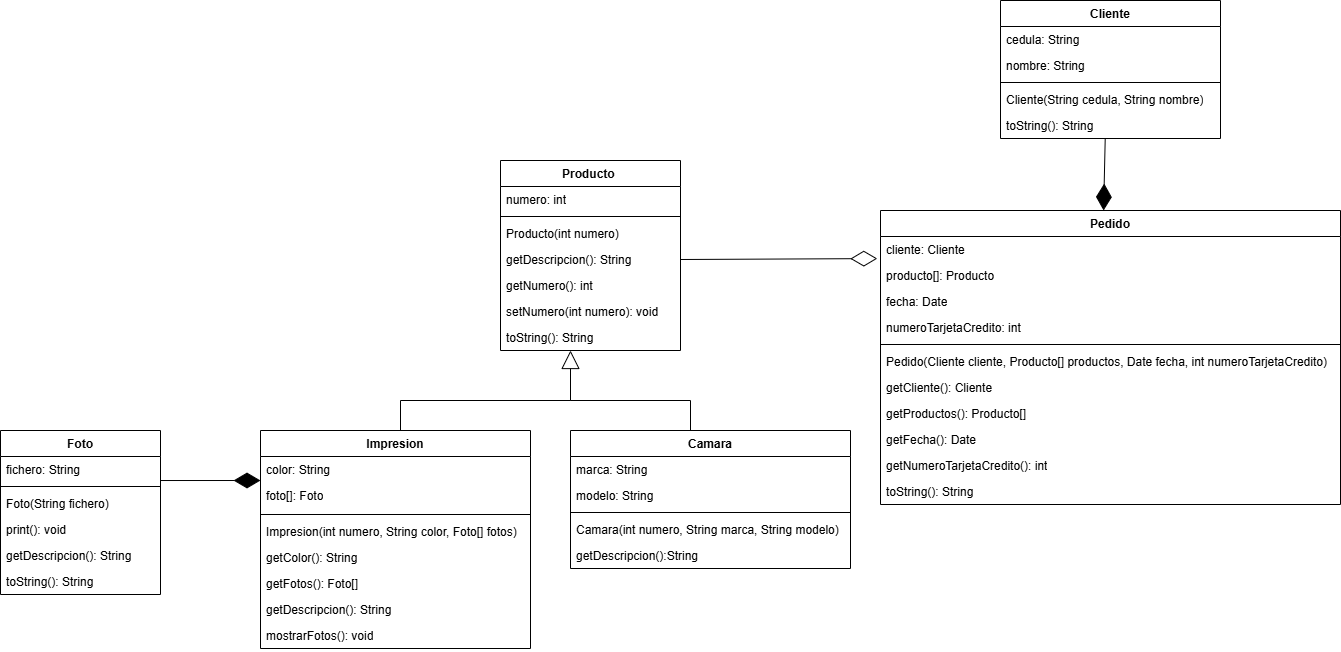 Cliente
cedula: String
nombre: String
Cliente(String cedula, String nombre)
toString(): String
Producto
numero: int
Producto(int numero)
getDescripcion(): String
getNumero(): int
setNumero(int numero): void
toString(): String
Pedido
cliente: Cliente
producto[]: Producto
fecha: Date
numeroTarjetaCredito: int
Pedido(Cliente cliente, Producto[] productos, Date fecha, int numeroTarjetaCredito)
getCliente(): Cliente
getProductos(): Producto[]
getFecha(): Date
getNumeroTarjetaCredito(): int
toString(): String
Foto
fichero: String
Foto(String fichero)
print(): void
getDescripcion(): String
toString(): String
Impresion
color: String
foto[]: Foto
Impresion(int numero, String color, Foto[] fotos)
getColor(): String
getFotos(): Foto[]
getDescripcion(): String
mostrarFotos(): void
Camara
marca: String
modelo: String
Camara(int numero, String marca, String modelo)
getDescripcion():String